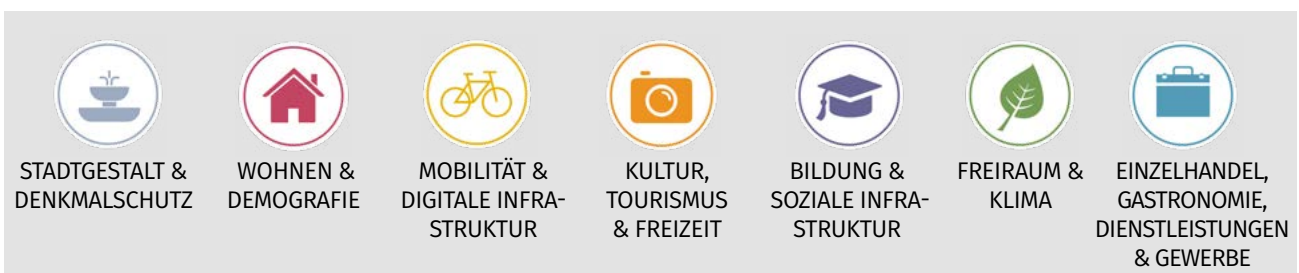 STADTGESTALT &
DENKMALSCHUTZ
WOHNEN &
DEMOGRAFIE
MOBILITÄT &
DIGITALE INFRA-
STRUKTUR
KULTUR,
TOURISMUS
& FREIZEIT
BILDUNG &
SOZIALE INFRA-
STRUKTUR
FREIRAUM &
KLIMA
EINZELHANDEL,
GASTRONOMIE,
DIENSTLEISTUNGEN
& GEWERBE